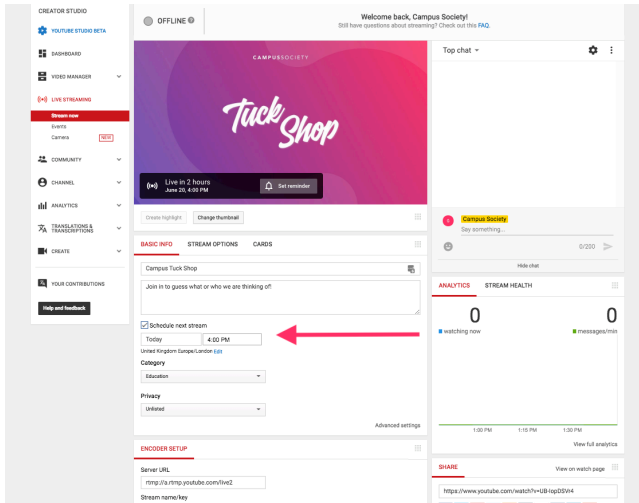 CREATOR STUDIO
YOUTUBE STUDIO BETA
DASHBOARD
VIDEO MANAGER
LIVE STREAMING
Stream now
Events
Camera NEW
COMMUNITY
CHANNEL
ANALYTICS
TRANSLATIONS &
TRANSCRIPTIONS
CREATE
YOUR CONTRIBUTIONS
Help and feedback
OFFLINE
Welcome back, Campus Society!
Still have questions about streaming? Check out this FAQ.
CAMPUSSOCIETY
Tuck
Shop
Live in 2 hours
June 20, 4:00 PM
Set reminder
Create highlight Change thumbnail
BASIC INFO STREAM OPTIONS CARDS
Campus Tuck Shop
Join in to guess what or who we are thinking of!
Schedule next stream
Today 4:00 PM
United Kingdom Europe/London Edit
Category
Education
Privacy
Unlisted
Advanced settings
ENCODER SETUP
Server URL
rtmp://a.rtmp.youtube.com/live2
Stream name/key
Top chat
Campus Society
Say something...
0/200
Hide chat
ANALYTICS STREAM HEALTH
0 0
watching now messages/min
1:00 PM 1:15 PM 1:30 PM
View full analytics
SHARE View on watch page
https://www.youtube.com/watch?v=UB-IopDSVr4